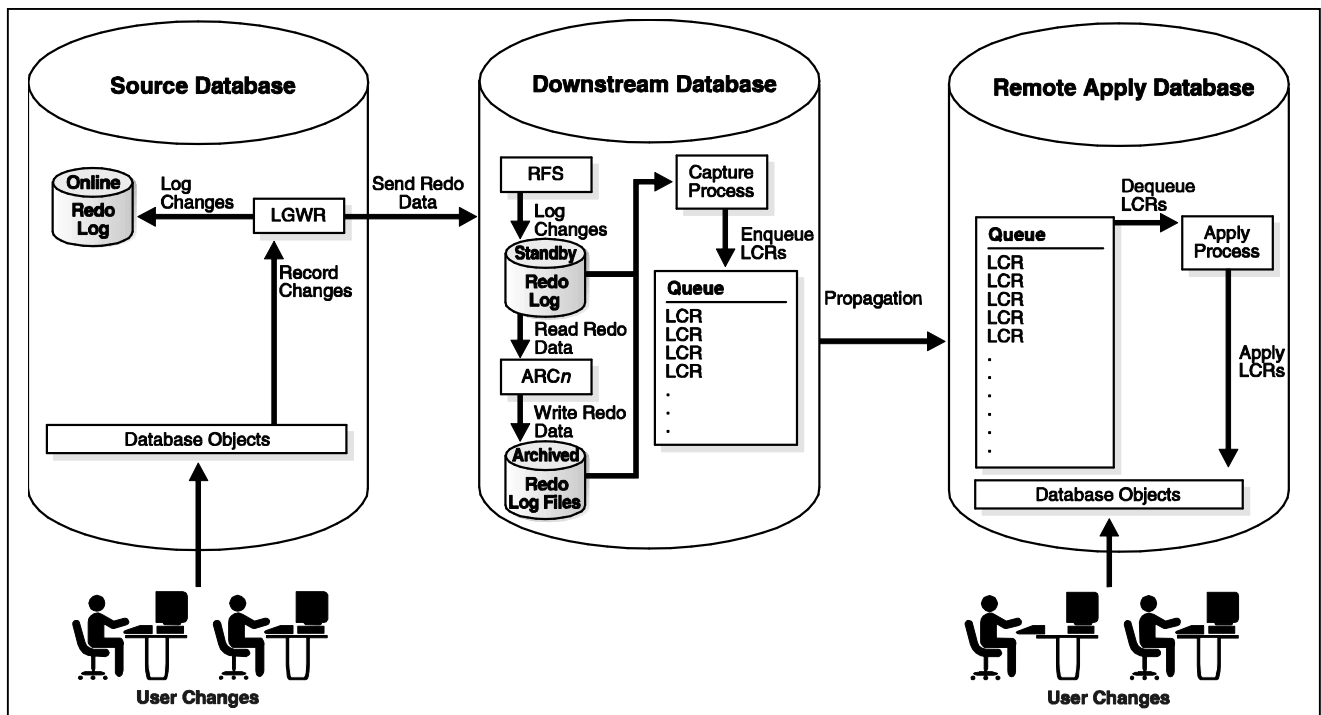 Source Database
Online
Redo
Log
Log
Changes
LGWR
Send Redo
Data
Record
Changes
Database Objects
User Changes
Downstream Database
RFS
Log
Changes
Standby
Redo
Log
Read Redo
Data
ARCn
Write Redo
Data
Archived
Redo
Log Files
Capture
Process
Enqueue
LCRs
Queue
LCR
LCR
LCR
LCR
.
.
.
Propagation
Remote Apply Database
Queue
LCR
LCR
LCR
LCR
LCR
.
.
.
.
.
.
Dequeue
LCRs
Apply
Process
Apply
LCRs
Database Objects
User Changes